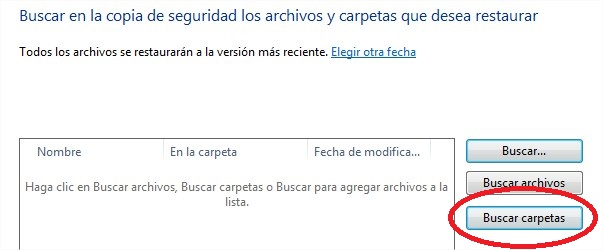 Buscar en la copia de seguridad los archivos y carpetas que desea restaurar
Todos los archivos se restaurarán a la versión más reciente. Elegir otra fecha
Nombre En la carpeta Fecha de modifica...
Buscar...
Haga clic en Buscar archivos, Buscar carpetas o Buscar para agregar archivos a la
lista.
Buscar archivos
Buscar carpetas